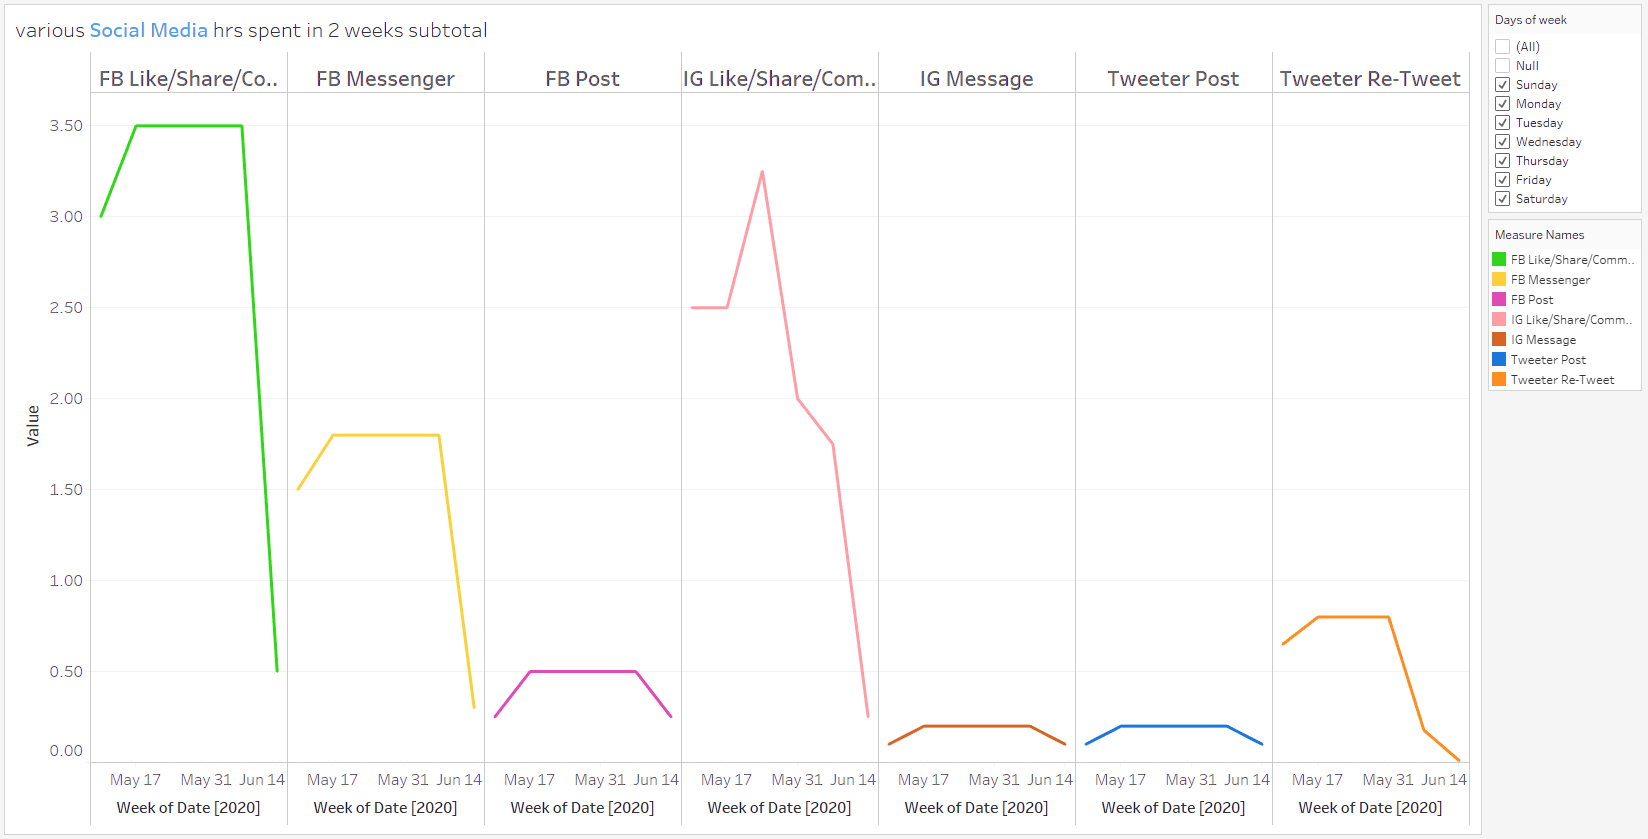 various Social Media hrs spent in 2 weeks subtotal
FB Like/Share/Co.. FB Messenger FB Post IG Like/Share/Com.. IG Message Tweeter Post Tweeter Re-Tweet
3.50
3.00
2.50
2.00
1.50
1.00
0.50
0.00
Value
May 17 May 31 Jun 14 May 17 May 31 Jun 14 May 17 May 31 Jun 14 May 17 May 31 Jun 14 May 17 May 31 Jun 14 May 17 May 31 Jun 14 May 17 May 31 Jun 14
Week of Date [2020] Week of Date [2020] Week of Date [2020] Week of Date [2020] Week of Date [2020] Week of Date [2020] Week of Date [2020]
Days of week
(All)
Null
Sunday
Monday
Tuesday
Wednesday
Thursday
Friday
Saturday
Measure Names
FB Like/Share/Comm..
FB Messenger
FB Post
IG Like/Share/Comm..
IG Message
Tweeter Post
Tweeter Re-Tweet